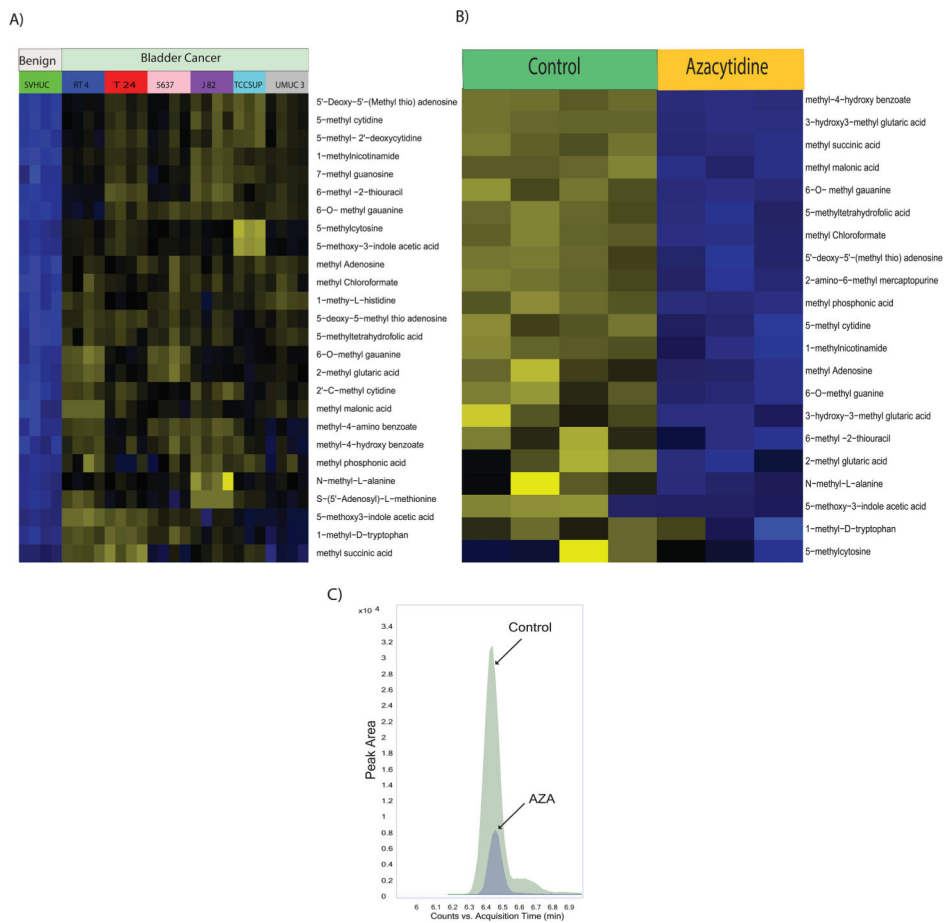 A)
Benign
Bladder Cancer
SVHUC
RT 4
T 24
5637
J 82
TCCSUP
UMUC 3
5'-Deoxy-5'-(Methyl thio) adenosine
5-methyl cytidine
5-methyl- 2'-deoxycytidine
1-methylnicotinamide
7-methyl guanosine
6-methyl -2-thiouracil
6-O- methyl gauanine
5-methylcytosine
5-methoxy-3-indole acetic acid
methyl Adenosine
methyl Chloroformate
1-methy-L-histidine
5-deoxy-5-methyl thio adenosine
5-methyltetrahydrofolic acid
6-O-methyl gauanine
2-methyl glutaric acid
2'-C-methyl cytidine
methyl malonic acid
methyl-4-amino benzoate
methyl-4-hydroxy benzoate
methyl phosphonic acid
N-methyl-L-alanine
S-(5'-Adenosyl)-L-methionine
5-methoxy3-indole acetic acid
1-methyl-D-tryptophan
methyl succinic acid
B)
Control
Azacytidine
methyl-4-hydroxy benzoate
3-hydroxy3-methyl glutaric acid
methyl succinic acid
methyl malonic acid
6-O- methyl gauanine
5-methyltetrahydrofolic acid
methyl Chloroformate
5'-deoxy-5'-(methyl thio) adenosine
2-amino-6-methyl mercaptopurine
methyl phosphonic acid
5-methyl cytidine
1-methylnicotinamide
methyl Adenosine
6-O-methyl guanine
3-hydroxy-3-methyl glutaric acid
6-methyl -2-thiouracil
2-methyl glutaric acid
N-methyl-L-alanine
5-methoxy-3-indole acetic acid
1-methyl-D-tryptophan
5-methylcytosine
C)
x10 4
3.4
3.2
3
2.8
2.6
2.4
2.2
2
1.8
1.6
1.4
1.2
1
0.8
0.6
0.4
0.2
0
Peak Area
Control
AZA
6 6.1 6.2 6.3 6.4 6.5 6.6 6.7 6.8 6.9
Counts vs. Acquisition Time (min)